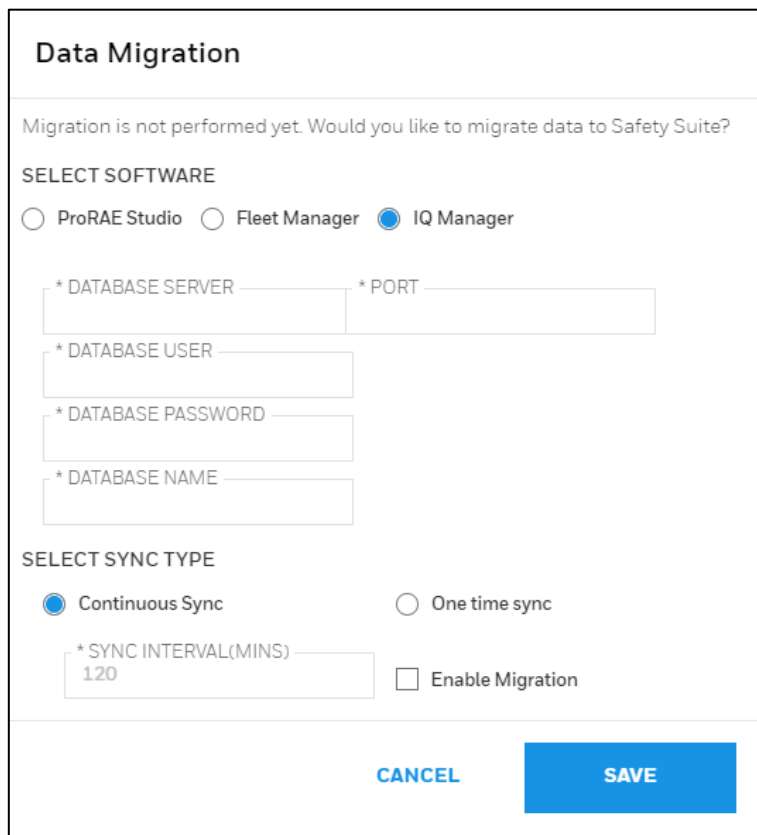 Data Migration
Migration is not performed yet. Would you like to migrate data to Safety Suite?
SELECT SOFTWARE
ProRAE Studio Fleet Manager IQ Manager
* DATABASE SERVER * PORT
* DATABASE USER
* DATABASE PASSWORD
* DATABASE NAME
SELECT SYNC TYPE
Continuous Sync One time sync
* SYNC INTERVAL(MINS)
120 Enable Migration
CANCEL SAVE